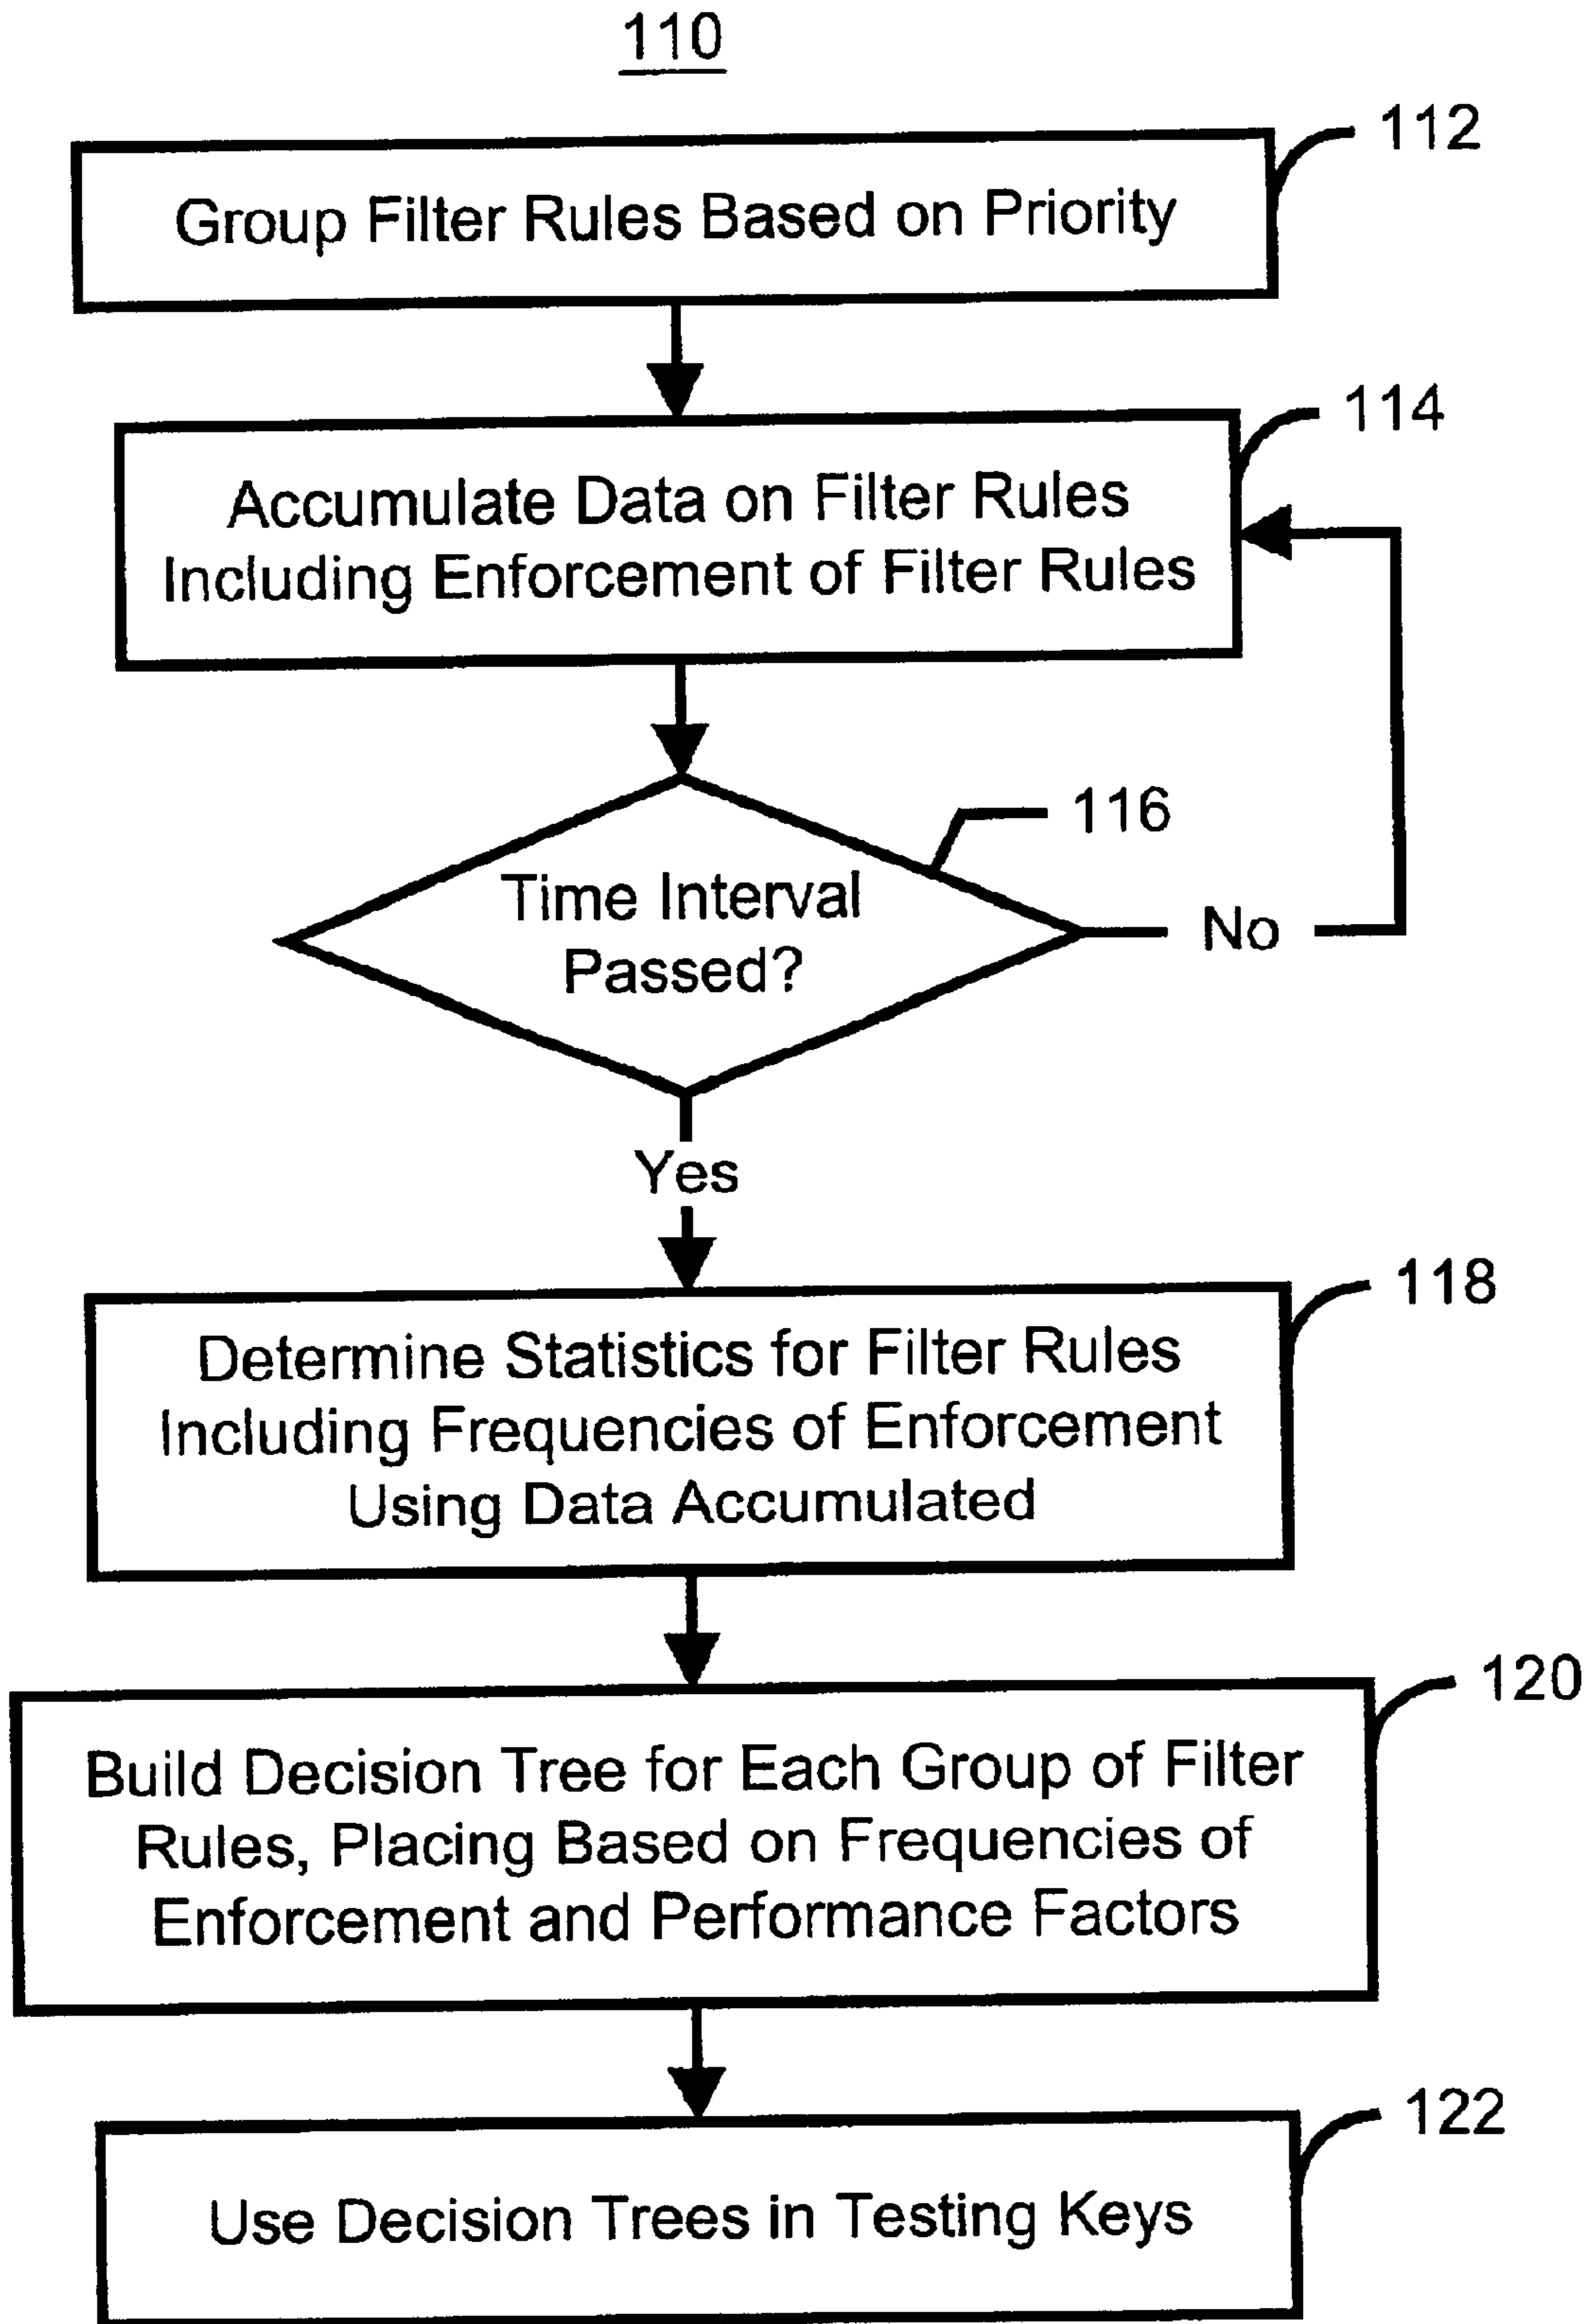 110
112
Group Filter Rules Based on Priority
114
Accumulate Data on Filter Rules
Including Enforcement of Filter Rules
116
Time Interval
Passed?
No
Yes
118
Determine Statistics for Filter Rules
Including Frequencies of Enforcement
Using Data Accumulated
120
Build Decision Tree for Each Group of Filter
Rules, Placing Based on Frequencies of
Enforcement and Performance Factors
122
Use Decision Trees in Testing Keys